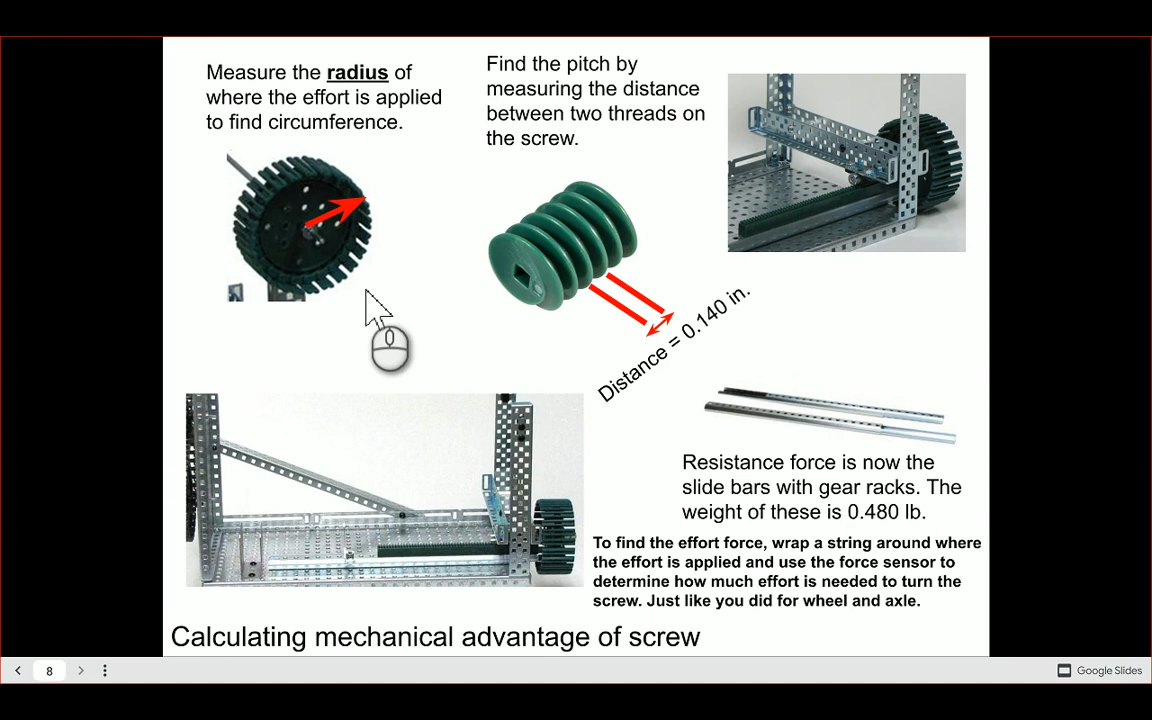 Measure the radius of
where the effort is applied
to find circumference.
Find the pitch by
measuring the distance
between two threads on
the screw.
Distance = 0.140 in.
Resistance force is now the
slide bars with gear racks. The
weight of these is 0.480 lb.
To find the effort force, wrap a string around where
the effort is applied and use the force sensor to
determine how much effort is needed to turn the
screw. Just like you did for wheel and axle.
Calculating mechanical advantage of screw
8
Google Slides